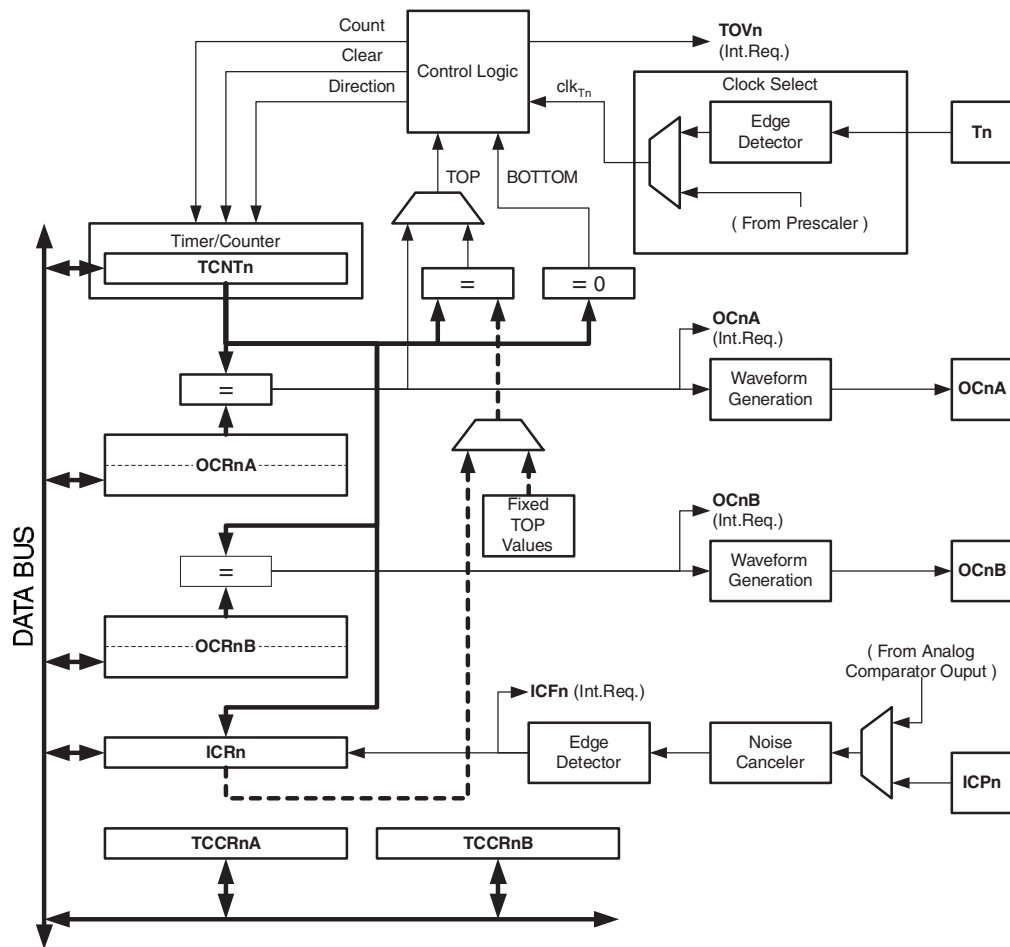 Count
TOVn
(Int.Req.)
Clear
Control Logic
Direction
clkTn
Clock Select
Edge
Detector
Tn
TOP
BOTTOM
( From Prescaler )
Timer/Counter
TCNTn
=
= 0
OCnA
(Int.Req.)
=
Waveform
Generation
OCnA
OCRnA
Fixed
TOP
Values
OCnB
(Int.Req.)
=
Waveform
Generation
OCnB
DATA BUS
OCRnB
( From Analog
Comparator Ouput )
ICFn (Int.Req.)
ICRn
Edge
Detector
Noise
Canceler
ICPn
TCCRnA
TCCRnB